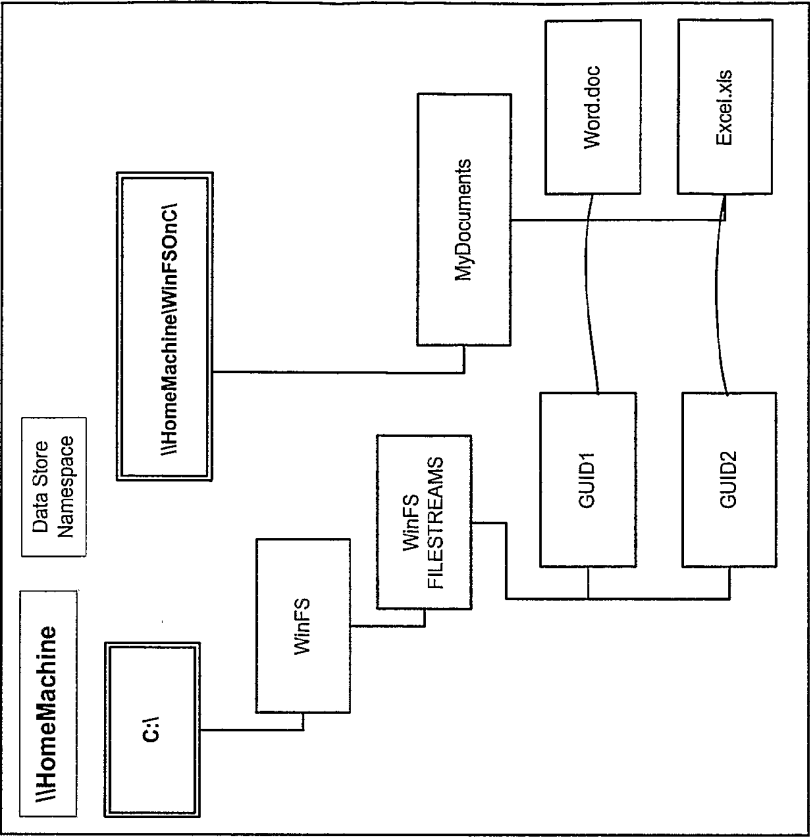 \\HomeMachine
Data Store
Namespace
C:\
\\HomeMachine\WinFSOnC\
WinFS
WinFS
FILESTREAMS
MyDocuments
GUID1
Word.doc
GUID2
Excel.xls